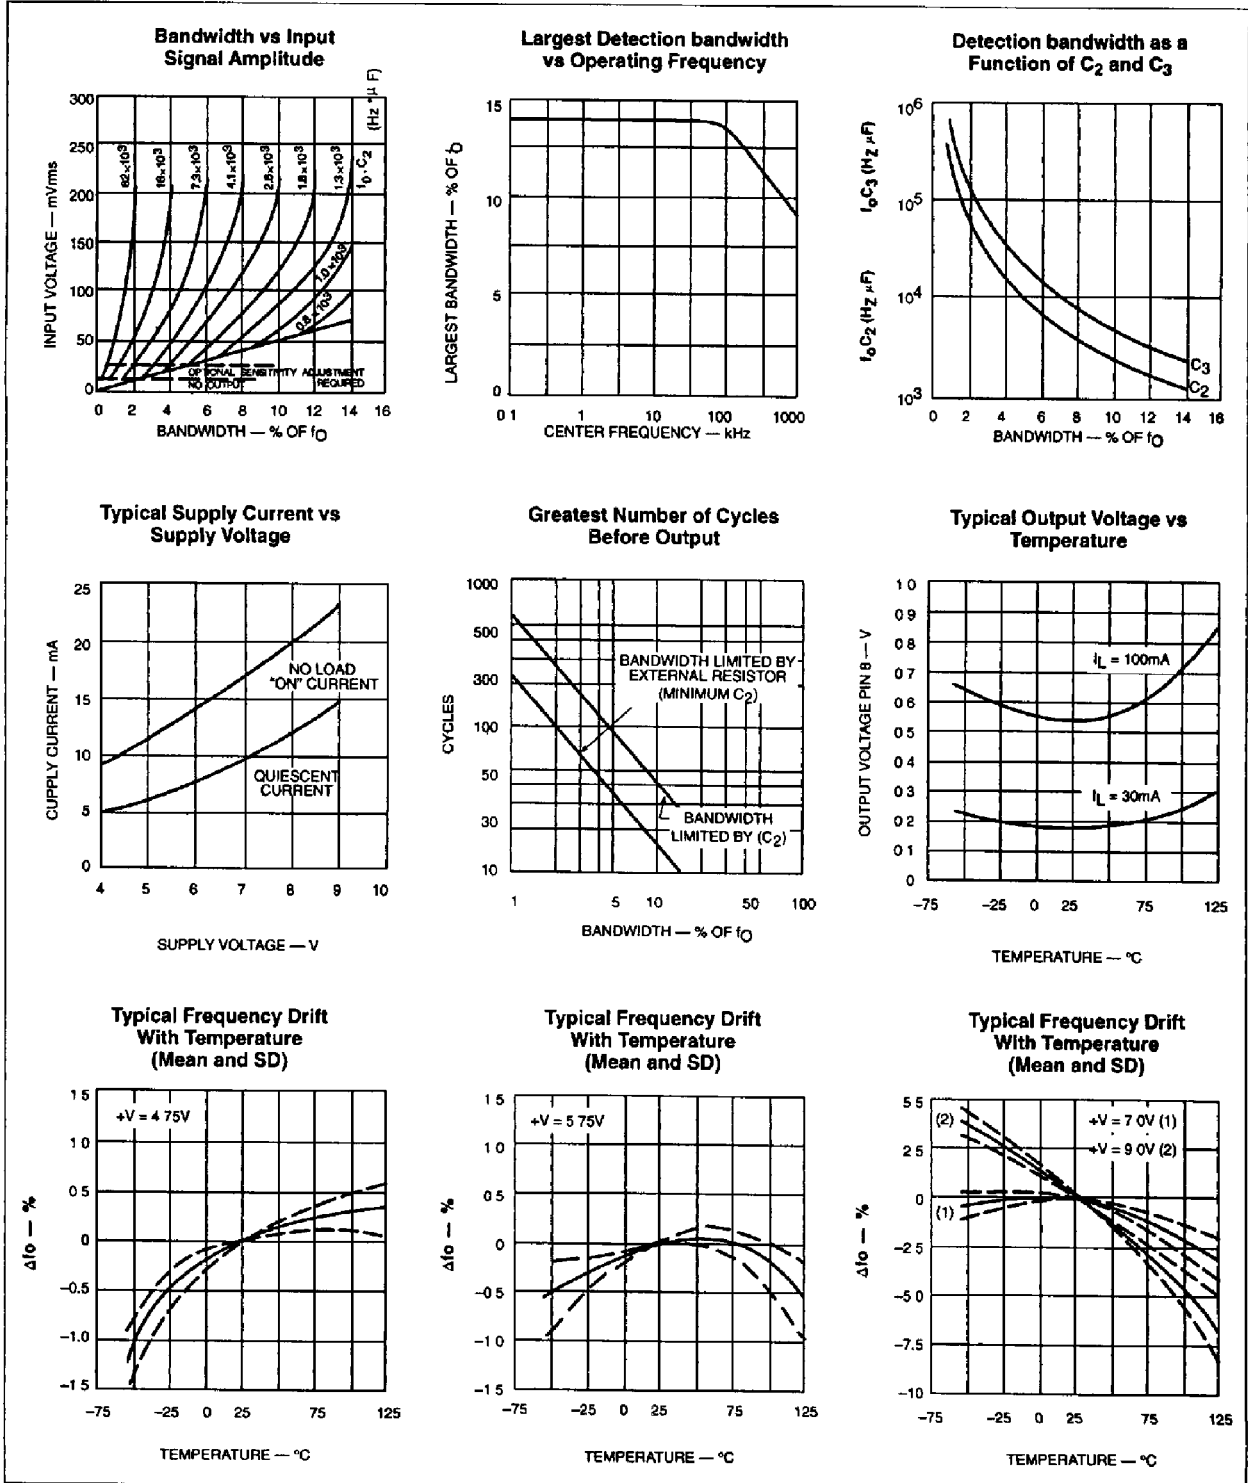 Bandwidth vs Input
Signal Amplitude
300
250
200
150
100
50
0
INPUT VOLTAGE — mV/rms
62×10³
16×10³
7.3×10³
4.1×10³
2.6×10³
1.8×10³
1.3×10³
fO, C2
(Hz * µF)
1.0×10³
0.8×10³
OPTIONAL SENSITIVITY ADJUSTMENT
REQUIRED
NO OUTPUT
0 2 4 6 8 10 12 14 16
BANDWIDTH — % OF fO
Largest Detection bandwidth
vs Operating Frequency
15
10
5
0
LARGEST BANDWIDTH — % OF fO
0 1 1 10 100 1000
CENTER FREQUENCY — kHz
Detection bandwidth as a
Function of C2 and C3
10⁶
10⁵
10⁴
10³
foC3 (Hz µF)
foC2 (Hz µF)
C3
C2
0 2 4 6 8 10 12 14 16
BANDWIDTH — % OF fO
Typical Supply Current vs
Supply Voltage
25
20
15
10
5
0
SUPPLY CURRENT — mA
NO LOAD
"ON" CURRENT
QUIESCENT
CURRENT
4 5 6 7 8 9 10
SUPPLY VOLTAGE — V
Greatest Number of Cycles
Before Output
1000
500
300
100
50
30
10
CYCLES
BANDWIDTH LIMITED BY
EXTERNAL RESISTOR
(MINIMUM C2)
BANDWIDTH
LIMITED BY (C2)
1 5 10 50 100
BANDWIDTH — % OF fO
Typical Output Voltage vs
Temperature
1 0
0 9
0 8
0 7
0 6
0 5
0 4
0 3
0 2
0 1
0
OUTPUT VOLTAGE PIN 8 — V
IL = 100mA
IL = 30mA
-75 -25 0 25 75 125
TEMPERATURE — °C
Typical Frequency Drift
With Temperature
(Mean and SD)
1 5
1 0
0.5
0
-0.5
-1.0
-1 5
Δfo — %
+V = 4 75V
-75 -25 0 25 75 125
TEMPERATURE — °C
Typical Frequency Drift
With Temperature
(Mean and SD)
1 5
1 0
0 5
0
-0.5
-1 0
-1 5
Δfo — %
+V = 5 75V
-75 -25 0 25 75 125
TEMPERATURE — °C
Typical Frequency Drift
With Temperature
(Mean and SD)
5 5
2 5
0
-2.5
-5 0
-7.5
-10
Δfo — %
(2)
(1)
+V = 7 0V (1)
+V = 9 0V (2)
-75 -25 0 25 75 125
TEMPERATURE — °C